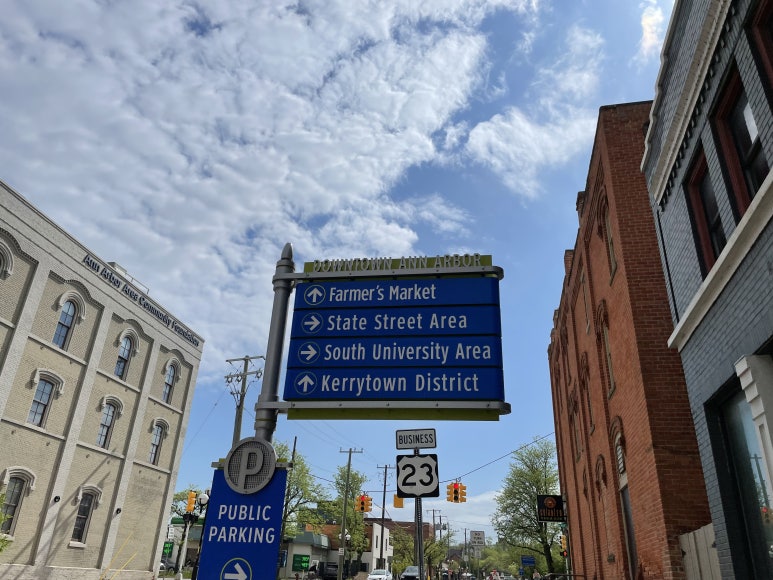 Ann Arbor Area Community Foundation
DOWNTOWN ANN ARBOR
Farmer's Market
State Street Area
South University Area
Kerrytown District
BUSINESS
23
P
PUBLIC
PARKING